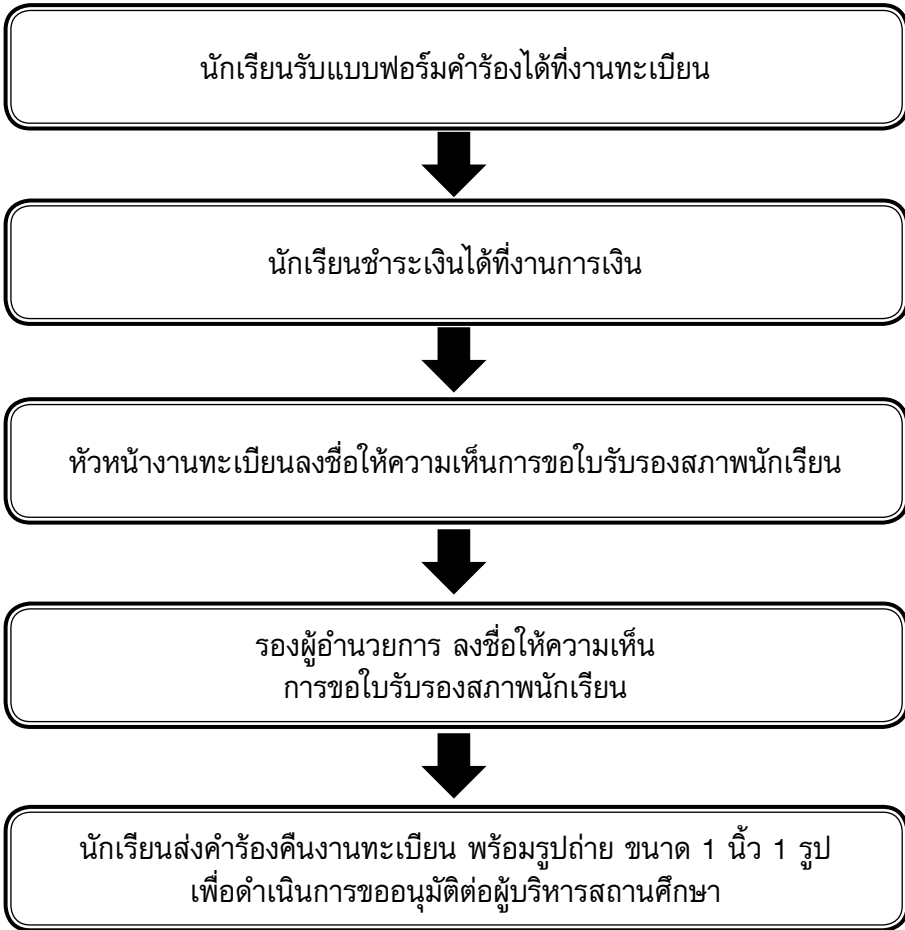 นักเรียนรับแบบฟอร์มคำร้องได้ที่งานทะเบียน
นักเรียนชำระเงินได้ที่งานการเงิน
หัวหน้างานทะเบียนลงชื่อให้ความเห็นการขอใบรับรองสภาพนักเรียน
รองผู้อำนวยการ ลงชื่อให้ความเห็น
การขอใบรับรองสภาพนักเรียน
นักเรียนส่งคำร้องคืนงานทะเบียน พร้อมรูปถ่าย ขนาด 1 นิ้ว 1 รูป
เพื่อดำเนินการขออนุมัติต่อผู้บริหารสถานศึกษา